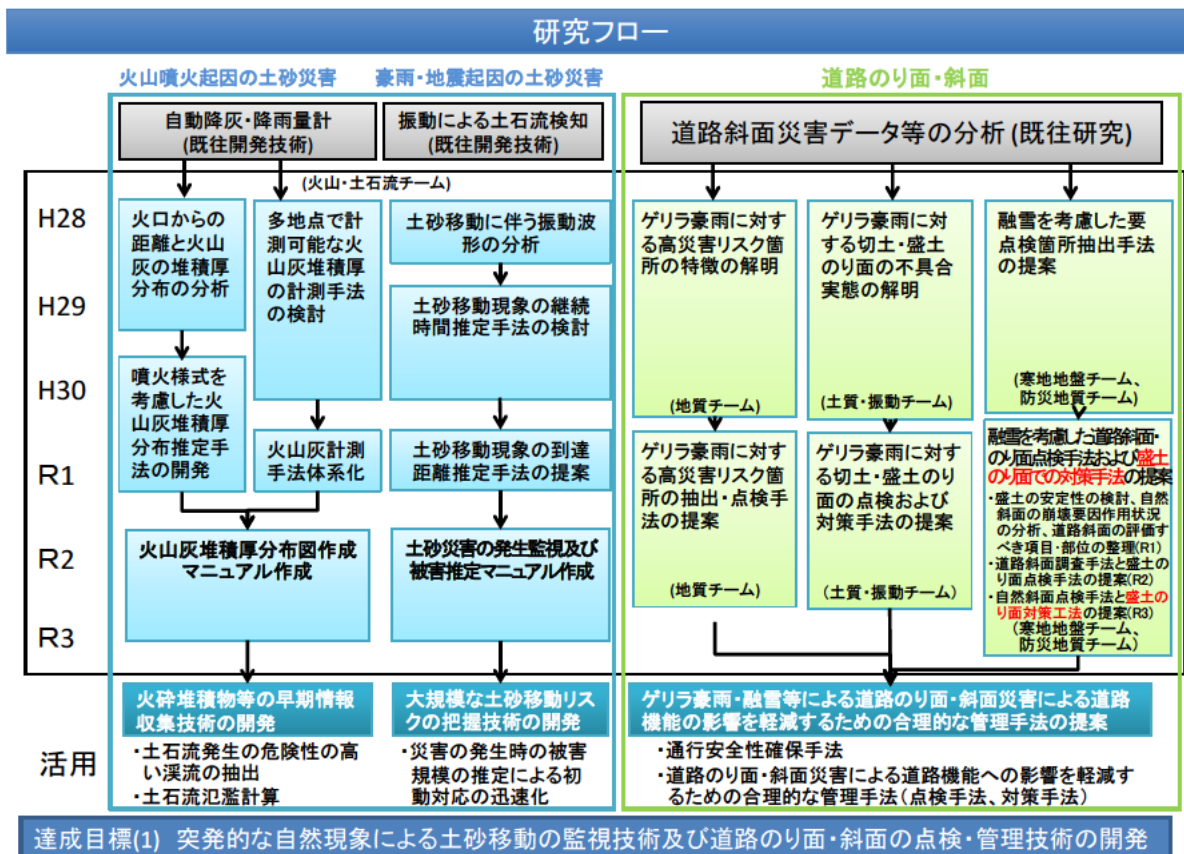 研究フロー
火山噴火起因の土砂災害
豪雨・地震起因の土砂災害
道路のり面・斜面
自動降灰・降雨量計
(既往開発技術)
振動による土石流検知
(既往開発技術)
道路斜面災害データ等の分析(既往研究)
(火山・土石流チーム)
H28
H29
H30
R1
R2
R3
活用
火口からの
距離と火山
灰の堆積厚
分布の分析
噴火様式を
考慮した火
山灰堆積厚
分布推定手
法の開発
多地点で計
測可能な火
山灰堆積厚
の計測手法
の検討
火山灰計測
手法体系化
火山灰堆積厚分布図作成
マニュアル作成
土砂移動に伴う振動波
形の分析
土砂移動現象の継続
時間推定手法の検討
土砂移動現象の到達
距離推定手法の提案
土砂災害の発生監視及び
被害推定マニュアル作成
ゲリラ豪雨に対す
る高災害リスク箇
所の特徴の解明
(地質チーム)
ゲリラ豪雨に対す
る高災害リスク箇
所の抽出・点検手
法の提案
(地質チーム)
ゲリラ豪雨に対
する切土・盛土
のり面の不具合
実態の解明
(土質・振動チーム)
ゲリラ豪雨に対す
る切土・盛土のり
面の点検および
対策手法の提案
(土質・振動チーム)
融雪を考慮した要
点検箇所抽出手法
の提案
(寒地地盤チーム、
防災地質チーム)
融雪を考慮した道路斜面・
のり面点検手法および盛土
のり面での対策手法の提案
・盛土の安定性の検討、自然
斜面の崩壊要因作用状況
の分析、道路斜面の評価す
べき項目・部位の整理(R1)
・道路斜面調査手法と盛土の
り面点検手法の提案(R2)
・自然斜面点検手法と盛土の
り面対策工法の提案(R3)
(寒地地盤チーム、
防災地質チーム)
火砕堆積物等の早期情報
収集技術の開発
・土石流発生の危険性の高
い渓流の抽出
・土石流氾濫計算
大規模な土砂移動リス
クの把握技術の開発
・災害の発生時の被害
規模の推定による初
動対応の迅速化
ゲリラ豪雨・融雪等による道路のり面・斜面災害による道路
機能の影響を軽減するための合理的な管理手法の提案
・通行安全性確保手法
・道路のり面・斜面災害による道路機能への影響を軽減す
るための合理的な管理手法(点検手法、対策手法)
達成目標(1) 突発的な自然現象による土砂移動の監視技術及び道路のり面・斜面の点検・管理技術の開発